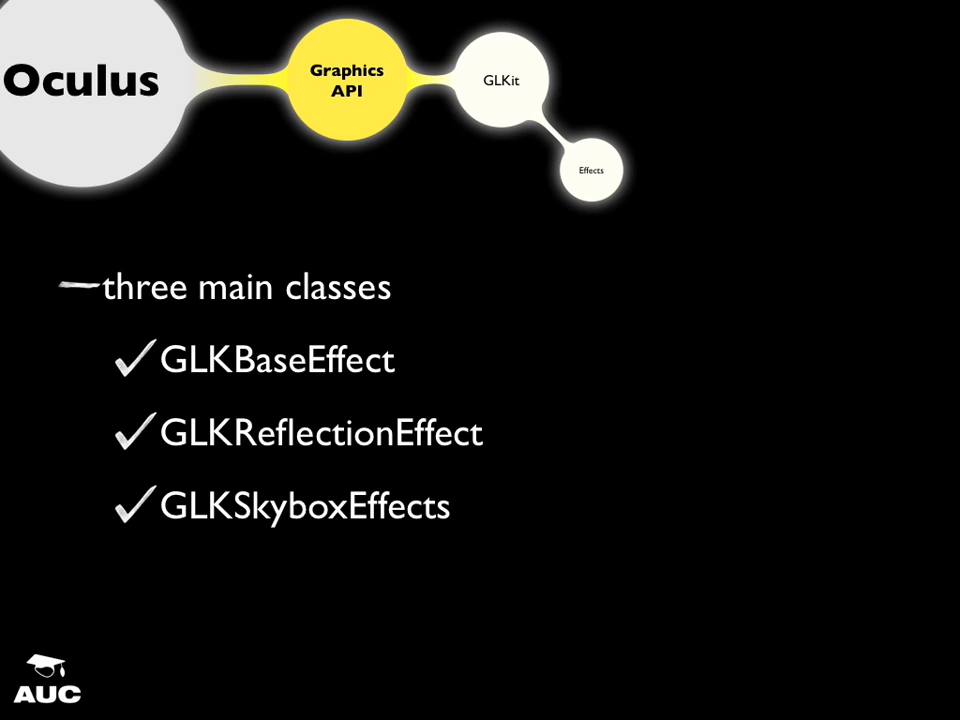 Oculus
Graphics
API
GLKit
Effects
three main classes
GLKBaseEffect
GLKReflectionEffect
GLKSkyboxEffects
AUC